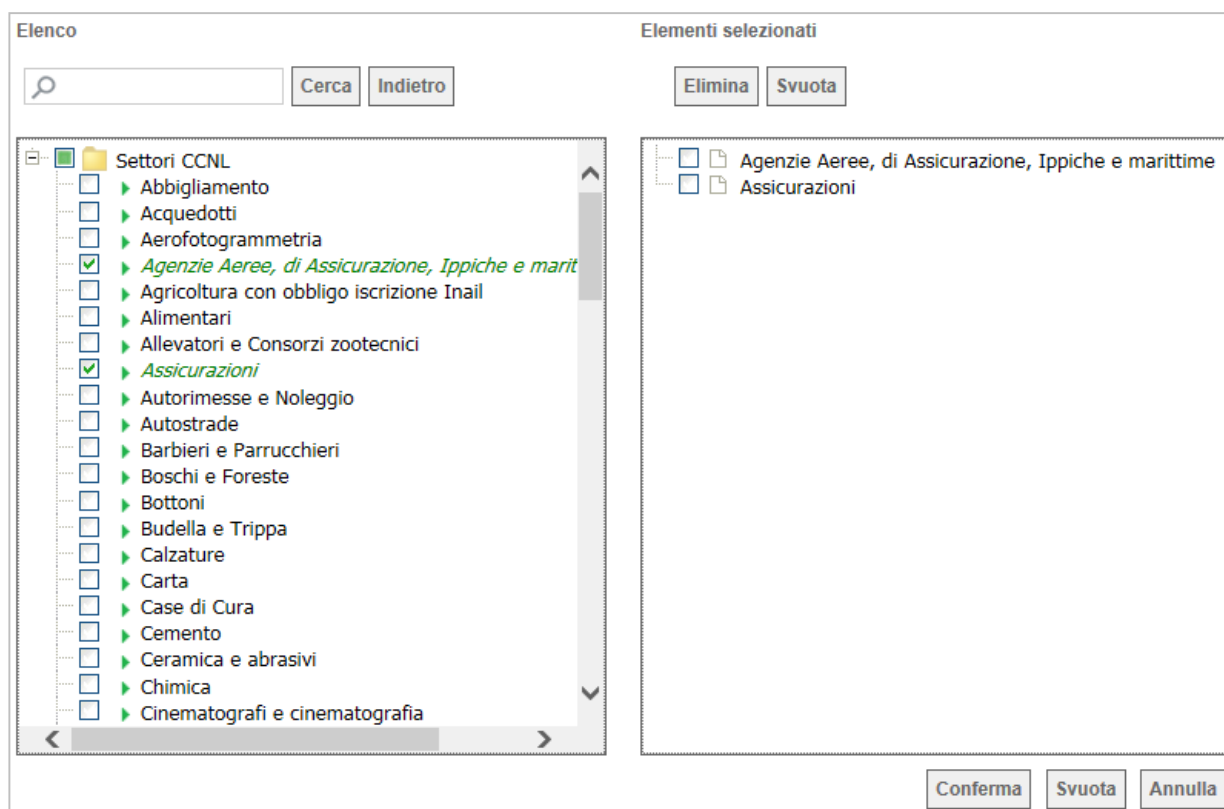 Elenco
Elementi selezionati
Cerca
Indietro
Elimina
Svuota
Settori CCNL
Abbigliamento
Acquedotti
Aerofotogrammetria
Agenzie Aeree, di Assicurazione, Ippiche e marit
Agricoltura con obbligo iscrizione Inail
Alimentari
Allevatori e Consorzi zootecnici
Assicurazioni
Autorimesse e Noleggio
Autostrade
Barbieri e Parrucchieri
Boschi e Foreste
Bottoni
Budella e Trippa
Calzature
Carta
Case di Cura
Cemento
Ceramica e abrasivi
Chimica
Cinematografi e cinematografia
Agenzie Aeree, di Assicurazione, Ippiche e marittime
Assicurazioni
Conferma
Svuota
Annulla